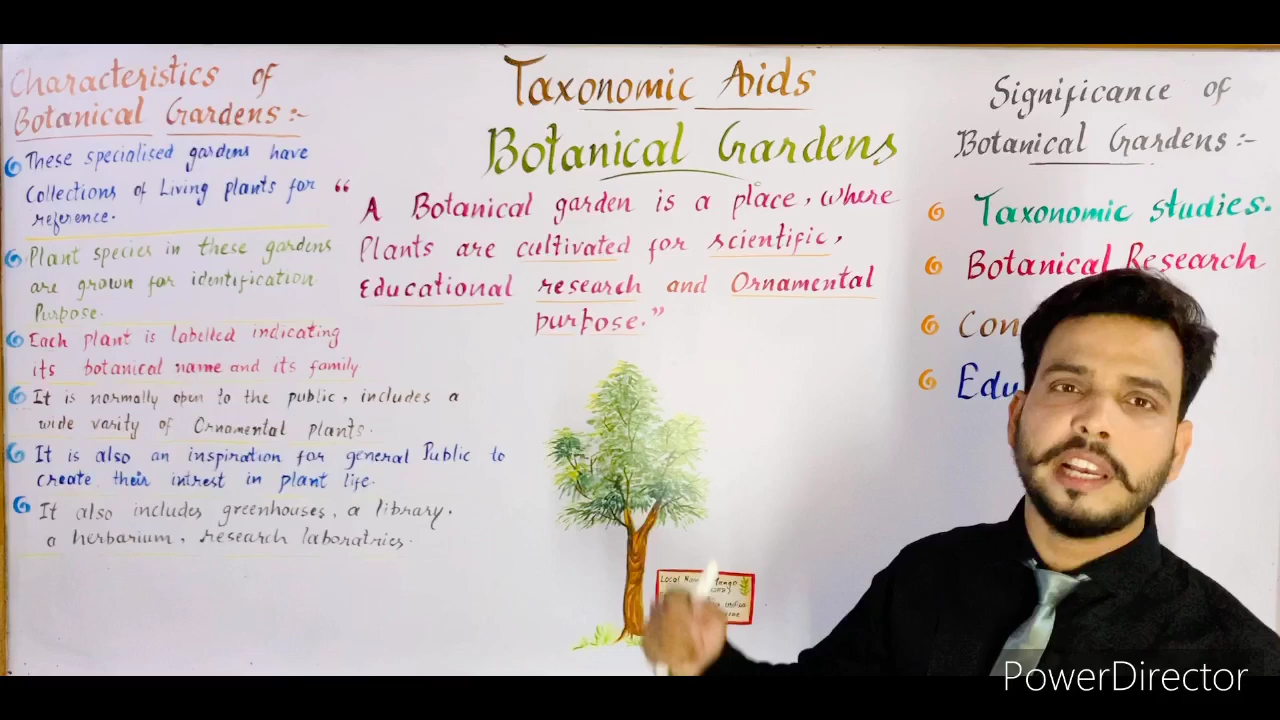 Characteristics of
Botanical Gardens:-
These specialised gardens have
Collections of Living plants for
reference.
Plant species in these gardens
are grown for identification
Purpose.
Each plant is labelled indicating
its botanical name and its family
It is normally open to the public, includes a
wide varity of Ornamental plants.
It is also an inspiration for general Public to
create their intrest in plant life.
It also includes greenhouses, a library.
a herbarium, research laboratries.
Taxonomic Aids
Botanical Gardens
“A Botanical garden is a place, where
Plants are cultivated for scientific,
Educational research and Ornamental
purpose.”
Local
Significance of
Botanical Gardens:-
Taxonomic studies.
Botanical Research
Con
Edu
PowerDirector